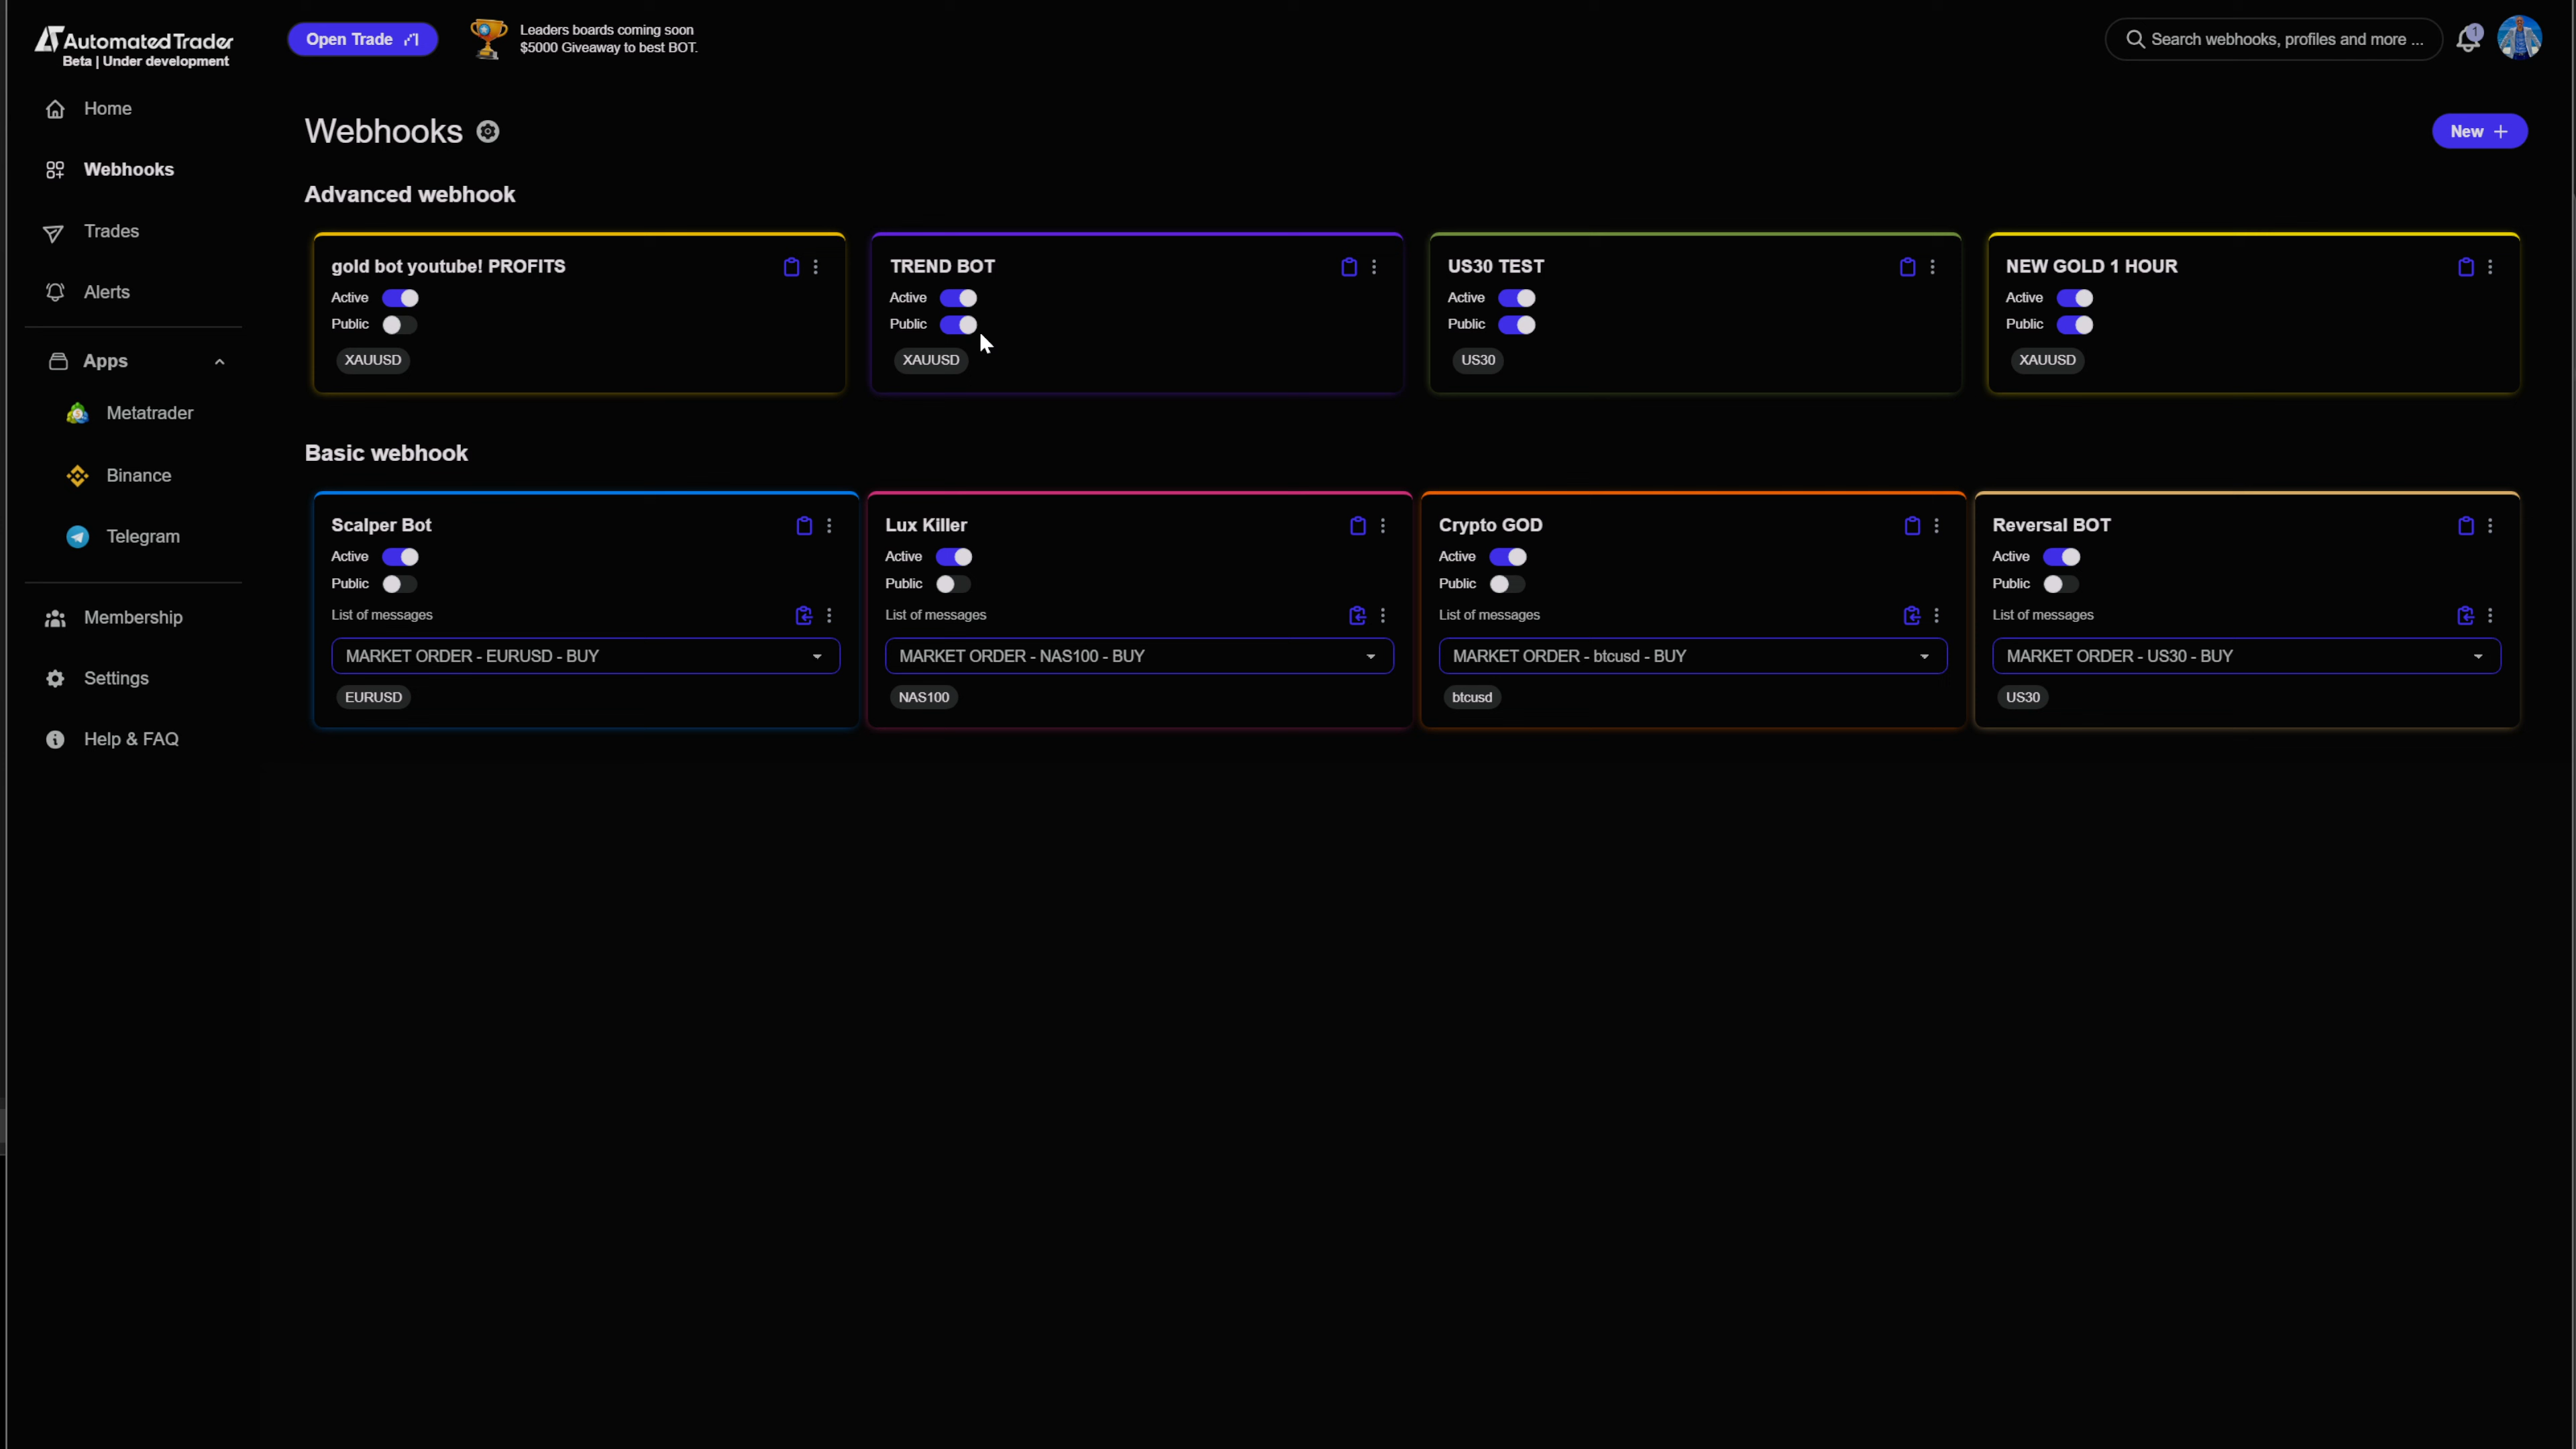 AutomatedTrader
Beta | Under development
Open Trade
Leaders boards coming soon
$5000 Giveaway to best BOT.
Search webhooks, profiles and more ...
1
Home
Webhooks
Trades
Alerts
Apps
Metatrader
Binance
Telegram
Membership
Settings
Help & FAQ
Webhooks
New +
Advanced webhook
gold bot youtube! PROFITS
Active
Public
XAUUSD
TREND BOT
Active
Public
XAUUSD
US30 TEST
Active
Public
US30
NEW GOLD 1 HOUR
Active
Public
XAUUSD
Basic webhook
Scalper Bot
Active
Public
List of messages
MARKET ORDER - EURUSD - BUY
EURUSD
Lux Killer
Active
Public
List of messages
MARKET ORDER - NAS100 - BUY
NAS100
Crypto GOD
Active
Public
List of messages
MARKET ORDER - btcusd - BUY
btcusd
Reversal BOT
Active
Public
List of messages
MARKET ORDER - US30 - BUY
US30